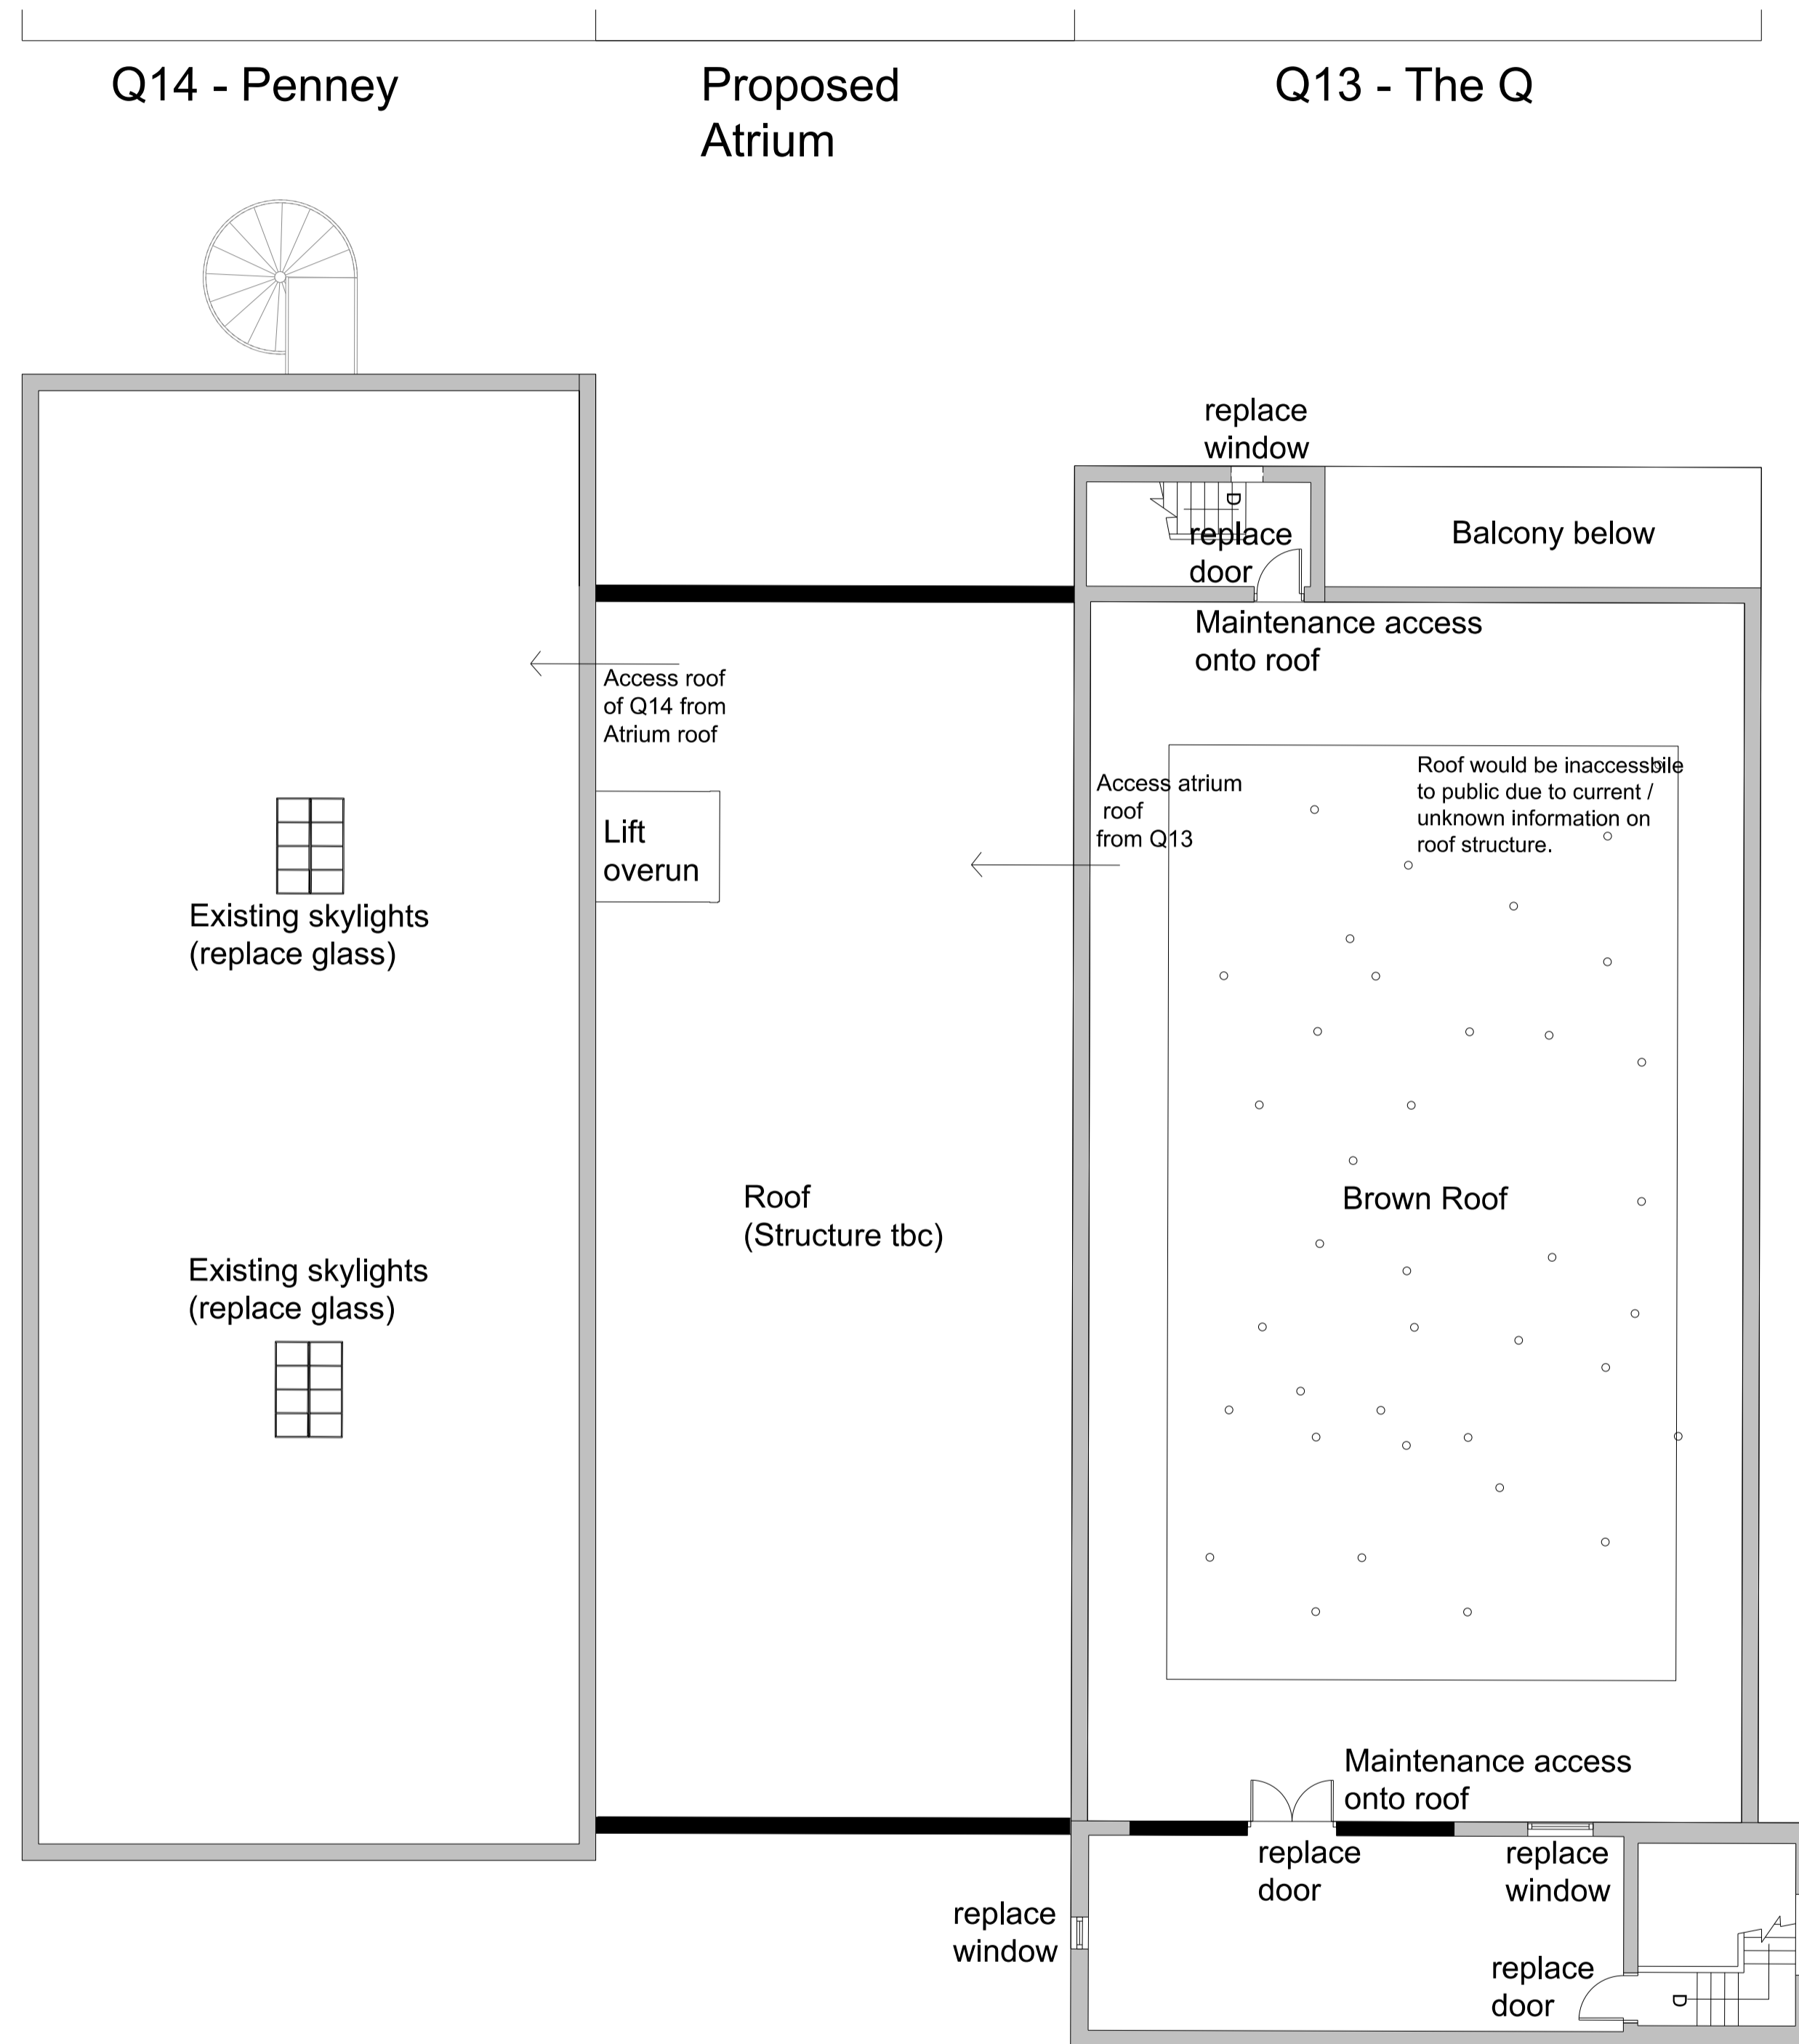 Q14 - Penney
Proposed
Atrium
Q13 - The Q
replace
window
D
replace
door
Balcony below
Maintenance access
onto roof
Access roof
of Q14 from
Atrium roof
Access atrium
roof
from Q13
Roof would be inaccessbile
to public due to current /
unknown information on
roof structure.
Lift
overun
Existing skylights
(replace glass)
Roof
(Structure tbc)
Brown Roof
Existing skylights
(replace glass)
Maintenance access
onto roof
replace
door
replace
window
replace
window
replace
door
D